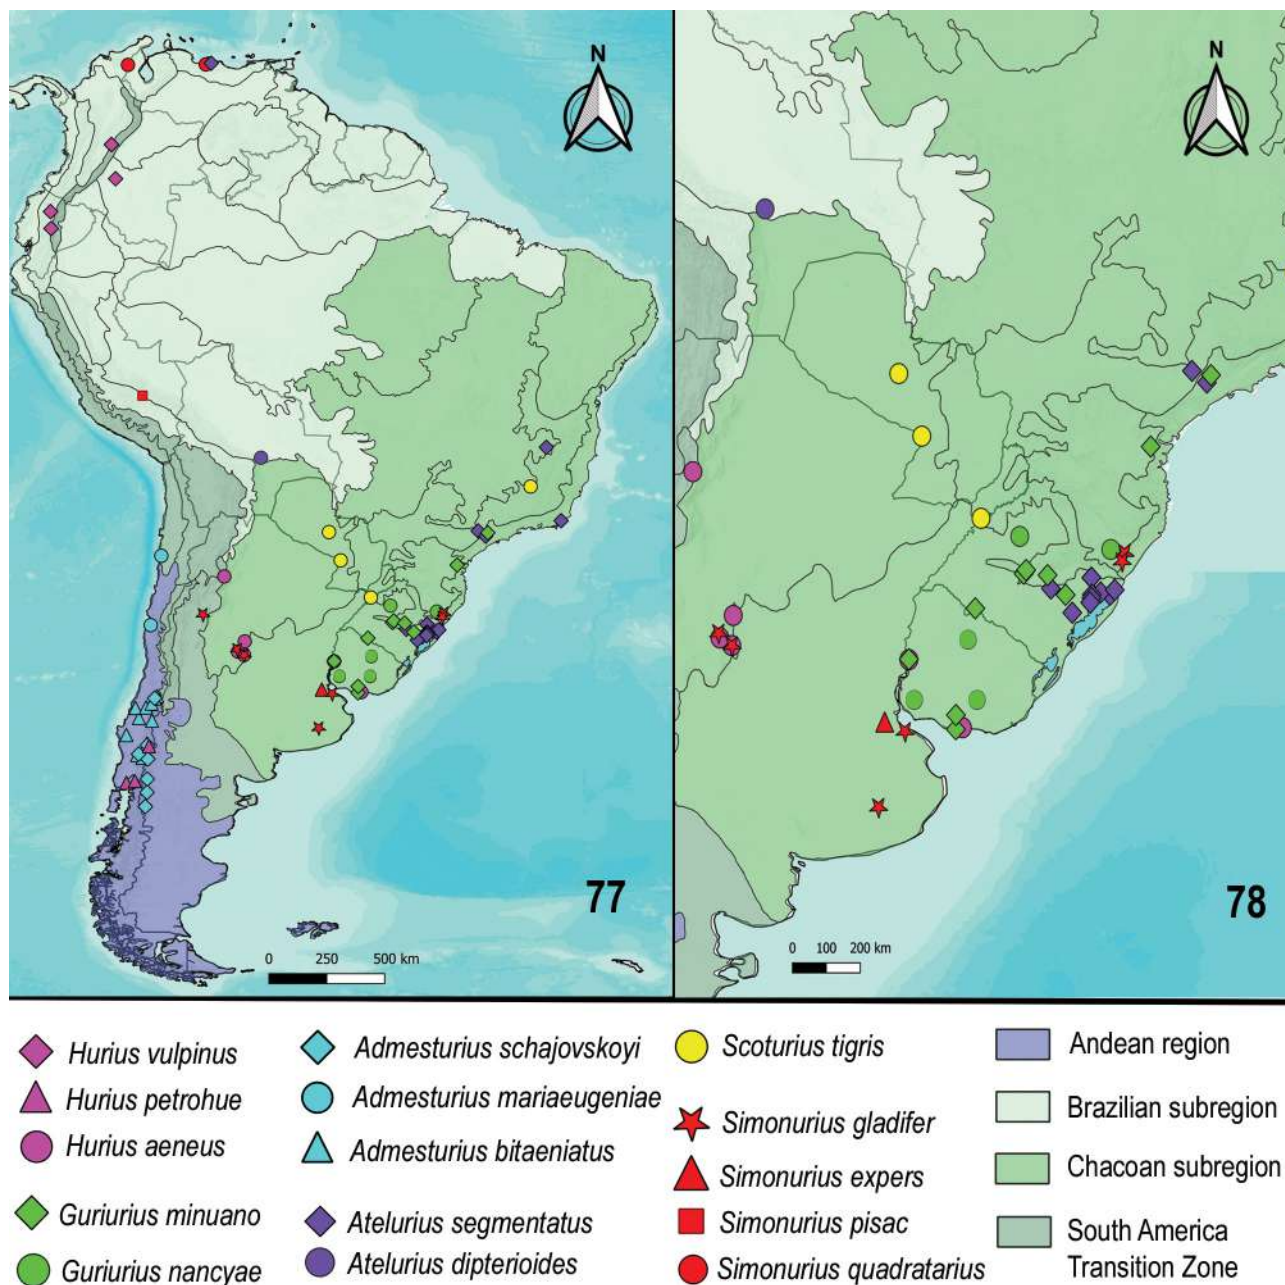 N
N
77
78
0 250 500 km
0 100 200 km
Hurius vulpinus
Hurius petrohue
Hurius aeneus
Guriurius minuano
Guriurius nancyae
Admesturius schajovskoyi
Admesturius mariaeugeniae
Admesturius bitaeniatus
Atelurius segmentatus
Atelurius dipterioides
Scoturius tigris
Simonurius gladifer
Simonurius expers
Simonurius pisac
Simonurius quadratarius
Andean region
Brazilian subregion
Chacoan subregion
South America
Transition Zone